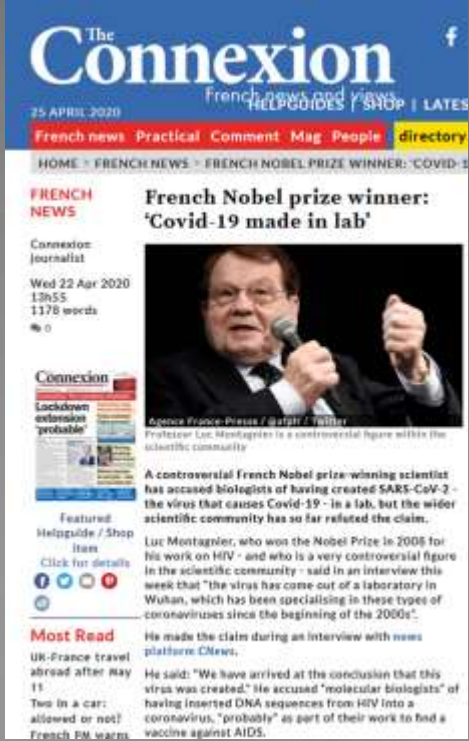 The
Connexion
French news and views
25 APRIL 2020
HELPGUIDES | SHOP | LATES
French news Practical Comment Mag People directory
HOME > FRENCH NEWS > FRENCH NOBEL PRIZE WINNER: 'COVID-1
FRENCH
NEWS
Connexion
journalist
Wed 22 Apr 2020
13h55
1178 words
0
Connexion
Lockdown
extension
'probable'
Featured
Helpguide / Shop
Item
Click for details
Most Read
UK-France travel
abroad after May
11
Two in a car:
allowed or not?
French PM warns
French Nobel prize winner:
'Covid-19 made in lab'
Agence France-Presse / @afpfr / Twitter
Professor Luc Montagnier is a controversial figure within the
scientific community
A controversial French Nobel prize-winning scientist
has accused biologists of having created SARS-CoV-2 -
the virus that causes Covid-19 - in a lab, but the wider
scientific community has so far refuted the claim.
Luc Montagnier, who won the Nobel Prize in 2008 for
his work on HIV - and who is a very controversial figure
in the scientific community - said in an interview this
week that "the virus has come out of a laboratory in
Wuhan, which has been specialising in these types of
coronaviruses since the beginning of the 2000s".
He made the claim during an interview with news
platform CNews.
He said: "We have arrived at the conclusion that this
virus was created." He accused "molecular biologists" of
having inserted DNA sequences from HIV into a
coronavirus, "probably" as part of their work to find a
vaccine against AIDS.